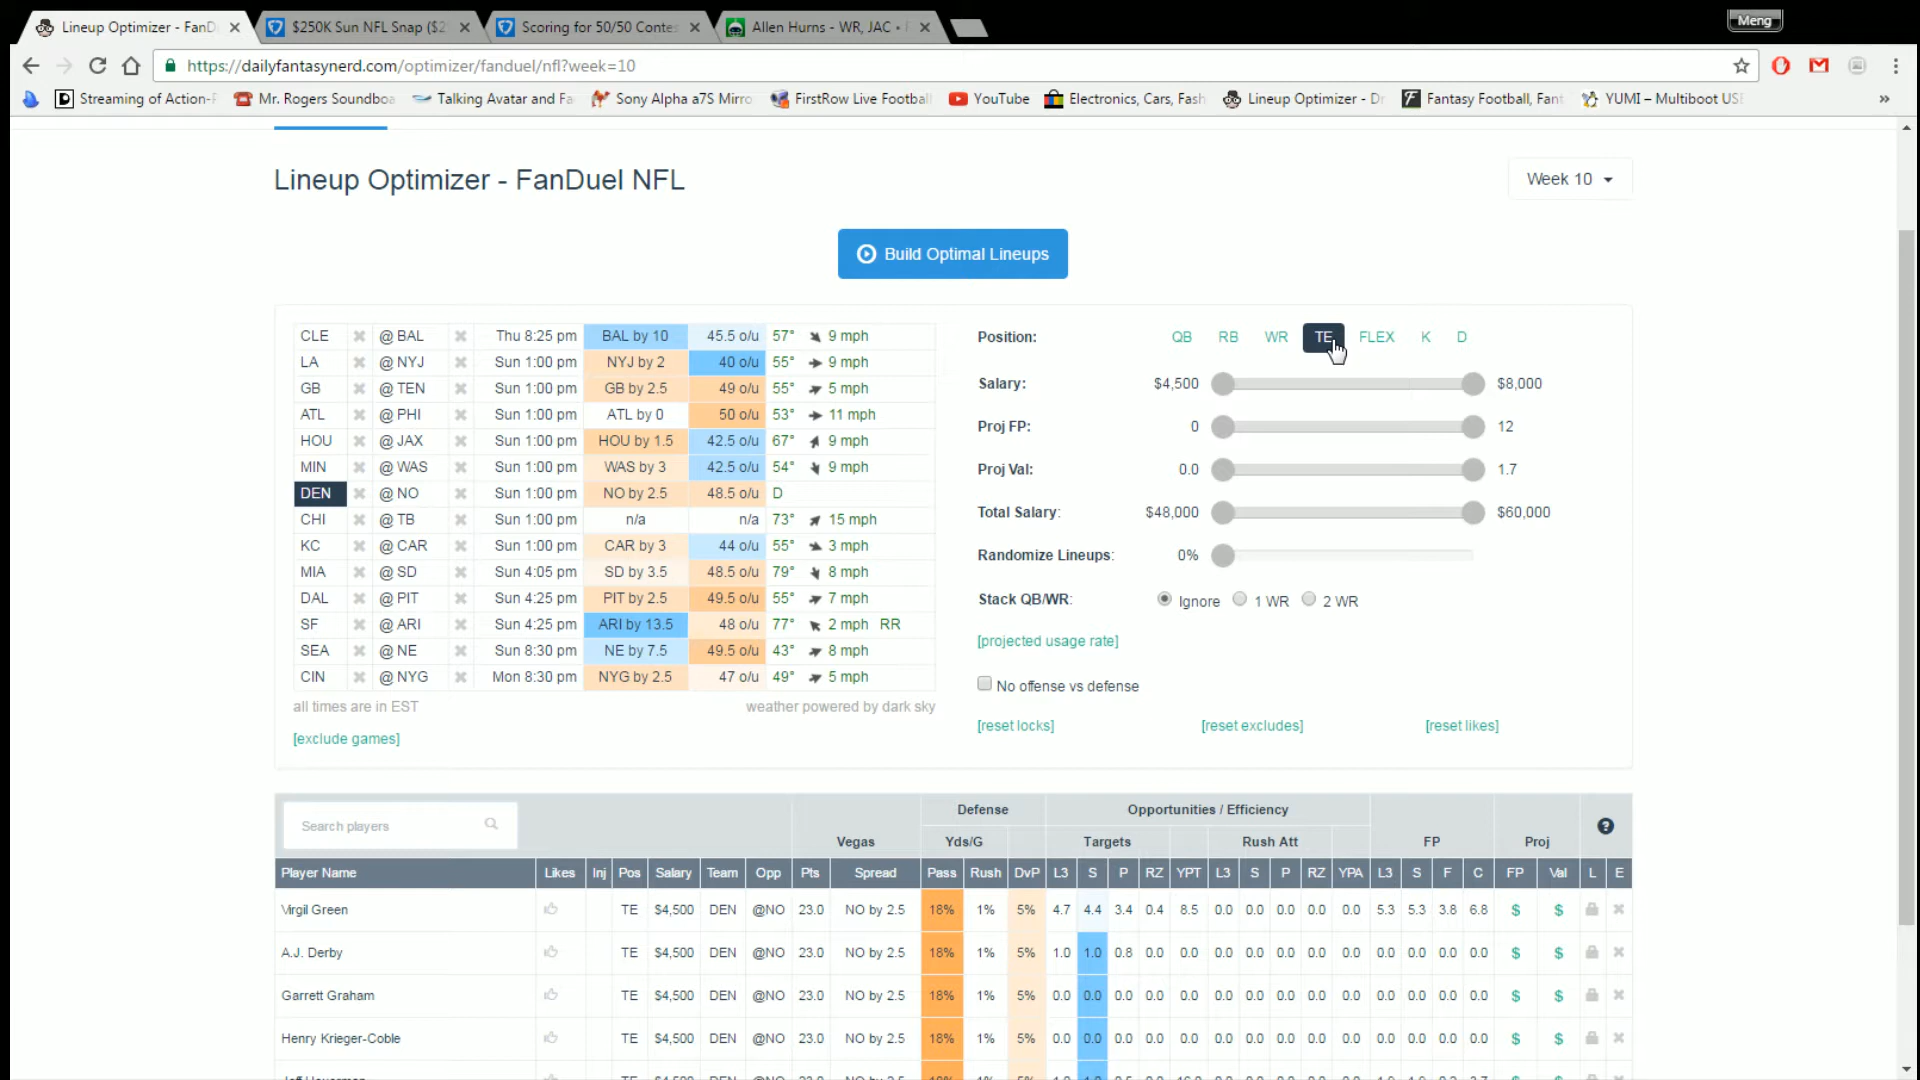 Lineup Optimizer - FanD
$250K Sun NFL Snap ($2
Scoring for 50/50 Conte
Allen Hurns - WR, JAC •
Meng
https://dailyfantasynerd.com/optimizer/fanduel/nfl?week=10
Streaming of Action-F
Mr. Rogers Soundboa
Talking Avatar and Fa
Sony Alpha a7S Mirro
FirstRow Live Football
YouTube
Electronics, Cars, Fash
Lineup Optimizer - Dr
Fantasy Football, Fant
YUMI – Multiboot USB
»
Lineup Optimizer - FanDuel NFL
Week 10
Build Optimal Lineups
CLE @ BAL Thu 8:25 pm BAL by 10 45.5 o/u 57° 9 mph
LA @ NYJ Sun 1:00 pm NYJ by 2 40 o/u 55° 9 mph
GB @ TEN Sun 1:00 pm GB by 2.5 49 o/u 55° 5 mph
ATL @ PHI Sun 1:00 pm ATL by 0 50 o/u 53° 11 mph
HOU @ JAX Sun 1:00 pm HOU by 1.5 42.5 o/u 67° 9 mph
MIN @ WAS Sun 1:00 pm WAS by 3 42.5 o/u 54° 9 mph
DEN @ NO Sun 1:00 pm NO by 2.5 48.5 o/u D
CHI @ TB Sun 1:00 pm n/a n/a 73° 15 mph
KC @ CAR Sun 1:00 pm CAR by 3 44 o/u 55° 3 mph
MIA @ SD Sun 4:05 pm SD by 3.5 48.5 o/u 79° 8 mph
DAL @ PIT Sun 4:25 pm PIT by 2.5 49.5 o/u 55° 7 mph
SF @ ARI Sun 4:25 pm ARI by 13.5 48 o/u 77° 2 mph RR
SEA @ NE Sun 8:30 pm NE by 7.5 49.5 o/u 43° 8 mph
CIN @ NYG Mon 8:30 pm NYG by 2.5 47 o/u 49° 5 mph
all times are in EST
weather powered by dark sky
[exclude games]
Position: QB RB WR TE FLEX K D
Salary: $4,500 $8,000
Proj FP: 0 12
Proj Val: 0.0 1.7
Total Salary: $48,000 $60,000
Randomize Lineups: 0%
Stack QB/WR: Ignore 1 WR 2 WR
[projected usage rate]
No offense vs defense
[reset locks] [reset excludes] [reset likes]
Search players
Defense Opportunities / Efficiency
Vegas Yds/G Targets Rush Att FP Proj ?
Player Name Likes Inj Pos Salary Team Opp Pts Spread Pass Rush DvP L3 S P RZ YPT L3 S P RZ YPA L3 S F C FP Val L E
Virgil Green TE $4,500 DEN @NO 23.0 NO by 2.5 18% 1% 5% 4.7 4.4 3.4 0.4 8.5 0.0 0.0 0.0 0.0 0.0 5.3 5.3 3.8 6.8 $ $
A.J. Derby TE $4,500 DEN @NO 23.0 NO by 2.5 18% 1% 5% 1.0 1.0 0.8 0.0 0.0 0.0 0.0 0.0 0.0 0.0 0.0 0.0 0.0 0.0 $ $
Garrett Graham TE $4,500 DEN @NO 23.0 NO by 2.5 18% 1% 5% 0.0 0.0 0.0 0.0 0.0 0.0 0.0 0.0 0.0 0.0 0.0 0.0 0.0 0.0 $ $
Henry Krieger-Coble TE $4,500 DEN @NO 23.0 NO by 2.5 18% 1% 5% 0.0 0.0 0.0 0.0 0.0 0.0 0.0 0.0 0.0 0.0 0.0 0.0 0.0 0.0 $ $